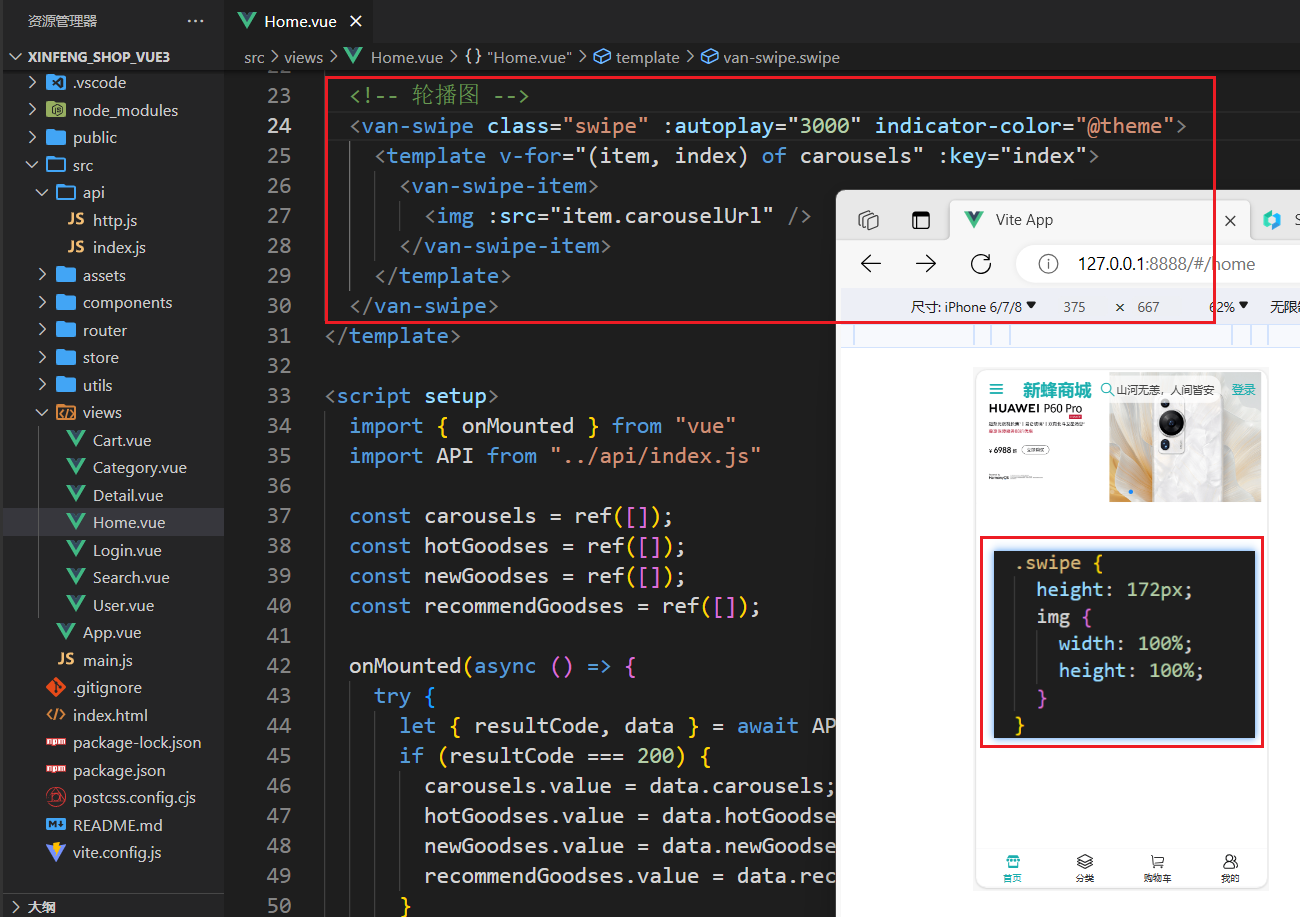 资源管理器
···
Home.vue
XINFENG_SHOP_VUE3
src > views > Home.vue > {} "Home.vue" > template > van-swipe.swipe
.vscode
node_modules
public
src
api
JS http.js
JS index.js
assets
components
router
store
utils
views
Cart.vue
Category.vue
Detail.vue
Home.vue
Login.vue
Search.vue
User.vue
App.vue
JS main.js
.gitignore
index.html
package-lock.json
package.json
postcss.config.cjs
README.md
vite.config.js
大纲
23 <!-- 轮播图 -->
24 <van-swipe class="swipe" :autoplay="3000" indicator-color="@theme">
25 <template v-for="(item, index) of carousels" :key="index">
26 <van-swipe-item>
27 <img :src="item.carouselUrl" />
28 </van-swipe-item>
29 </template>
30 </van-swipe>
31 </template>
32
33 <script setup>
34 import { onMounted } from "vue"
35 import API from "../api/index.js"
36
37 const carousels = ref([]);
38 const hotGoodses = ref([]);
39 const newGoodses = ref([]);
40 const recommendGoodses = ref([]);
41
42 onMounted(async () => {
43 try {
44 let { resultCode, data } = await AP
45 if (resultCode === 200) {
46 carousels.value = data.carousels;
47 hotGoodses.value = data.hotGoodse
48 newGoodses.value = data.newGoodse
49 recommendGoodses.value = data.rec
50 }
Vite App
127.0.0.1:8888/#/home
尺寸: iPhone 6/7/8 375 × 667 62% 无限
新蜂商城 山河无恙，人间皆安 登录
HUAWEI P60 Pro
¥ 6988 起
.swipe {
height: 172px;
img {
width: 100%;
height: 100%;
}
}
首页 分类 购物车 我的